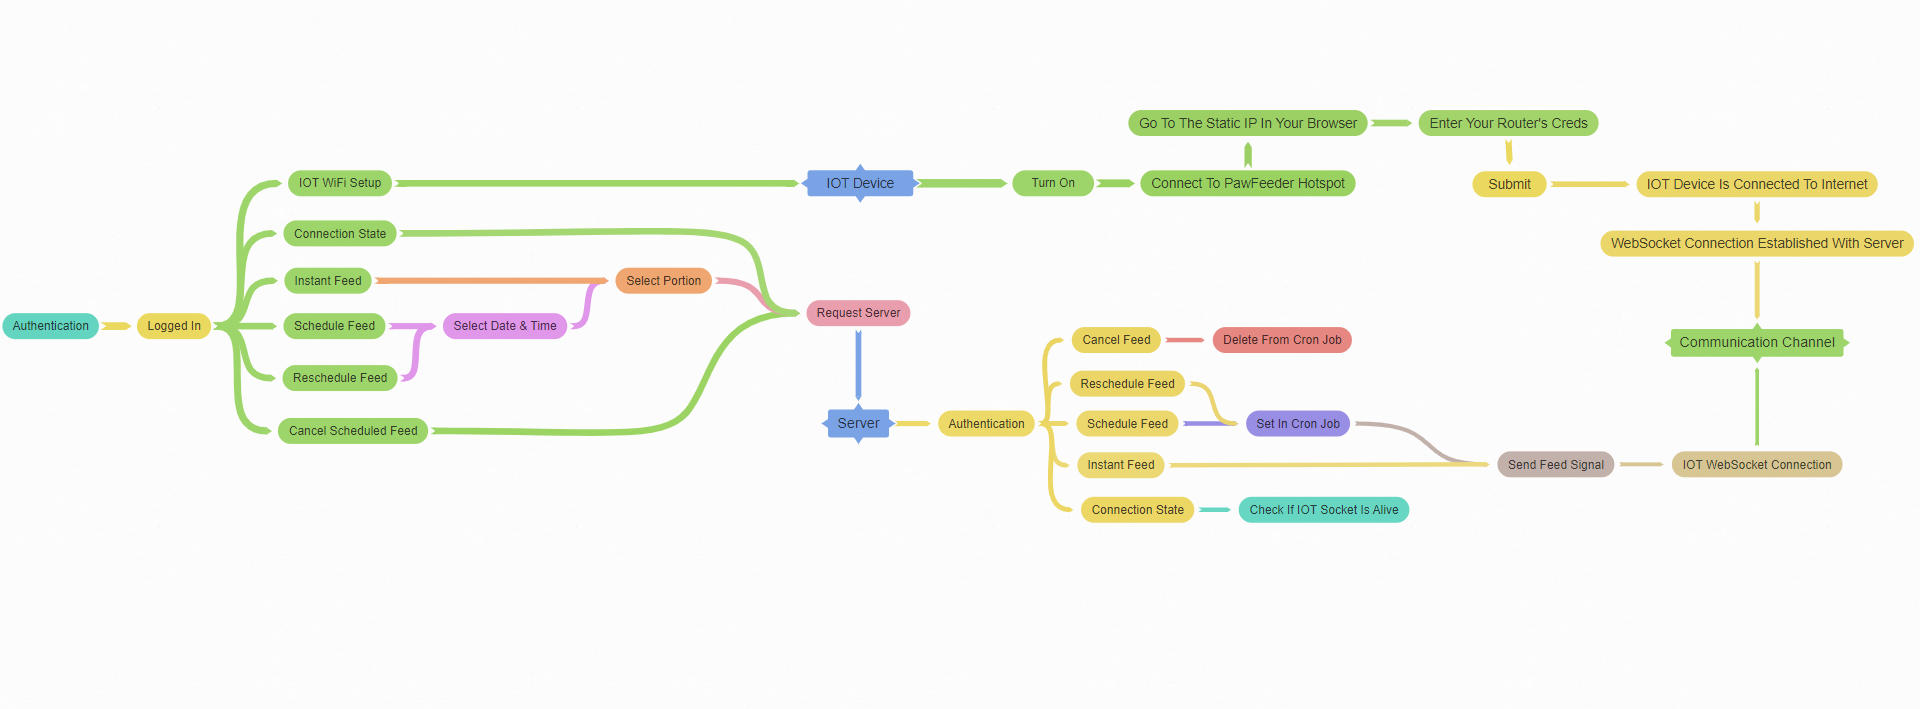 Go To The Static IP In Your Browser
Enter Your Router's Creds
IOT WiFi Setup
IOT Device
Turn On
Connect To PawFeeder Hotspot
Submit
IOT Device Is Connected To Internet
Connection State
WebSocket Connection Established With Server
Instant Feed
Select Portion
Request Server
Authentication
Logged In
Schedule Feed
Select Date & Time
Cancel Feed
Delete From Cron Job
Communication Channel
Reschedule Feed
Reschedule Feed
Cancel Scheduled Feed
Server
Authentication
Schedule Feed
Set In Cron Job
Instant Feed
Send Feed Signal
IOT WebSocket Connection
Connection State
Check If IOT Socket Is Alive